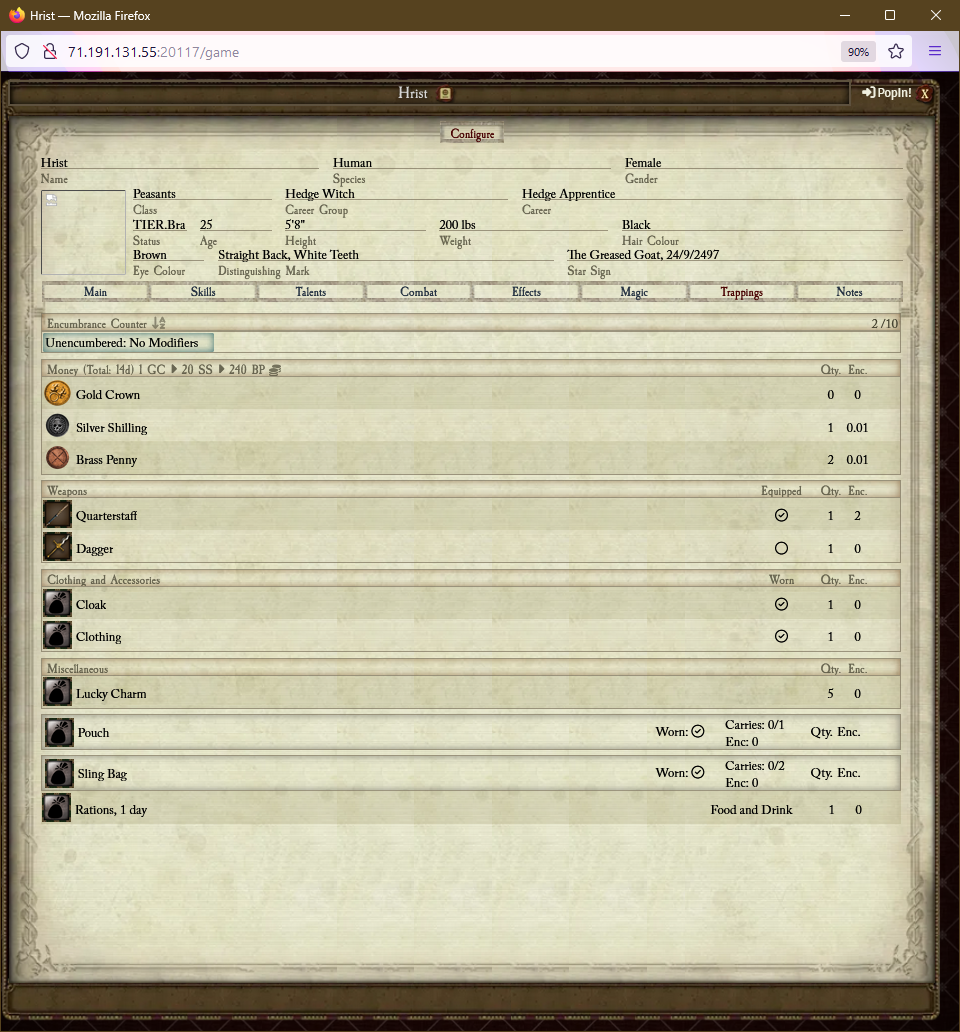 Hrist — Mozilla Firefox
71.191.131.55:20117/game 90%
Hrist PopIn! X
Configure
Hrist Human Female
Name Species Gender
Peasants Hedge Witch Hedge Apprentice
Class Career Group Career
TIER.Bra 25 5'8" 200 lbs Black
Status Age Height Weight Hair Colour
Brown Straight Back, White Teeth The Greased Goat, 24/9/2497
Eye Colour Distinguishing Mark Star Sign
Main Skills Talents Combat Effects Magic Trappings Notes
Encumbrance Counter 2 /10
Unencumbered: No Modifiers
Money (Total: 14d) 1 GC 20 SS 240 BP Qty. Enc.
Gold Crown 0 0
Silver Shilling 1 0.01
Brass Penny 2 0.01
Weapons Equipped Qty. Enc.
Quarterstaff 1 2
Dagger 1 0
Clothing and Accessories Worn Qty. Enc.
Cloak 1 0
Clothing 1 0
Miscellaneous Qty. Enc.
Lucky Charm 5 0
Pouch Worn: Carries: 0/1 Qty. Enc.
Enc: 0
Sling Bag Worn: Carries: 0/2 Qty. Enc.
Enc: 0
Rations, 1 day Food and Drink 1 0